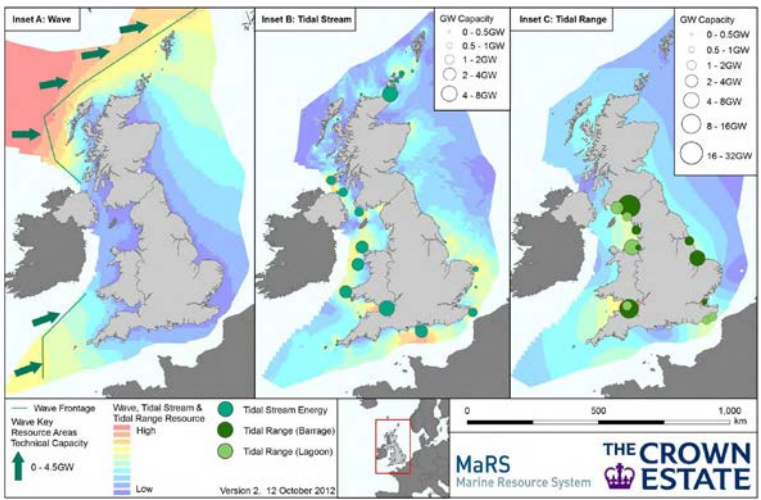 Inset A: Wave
N
Inset B: Tidal Stream
GW Capacity
0 - 0.5GW
0.5 - 1GW
1 - 2GW
2 - 4GW
4 - 8GW
Inset C: Tidal Range
GW Capacity
0 - 0.5GW
0.5 - 1GW
1 - 2GW
2 - 4GW
4 - 8GW
8 - 16GW
16 - 32GW
Wave Frontage
Wave Key
Resource Areas
Technical Capacity
0 - 4.5GW
Wave, Tidal Stream &
Tidal Range Resource
High
Low
Tidal Stream Energy
Tidal Range (Barrage)
Tidal Range (Lagoon)
Version 2. 12 October 2012
0 500 1,000
km
MaRS
Marine Resource System
THE CROWN
ESTATE